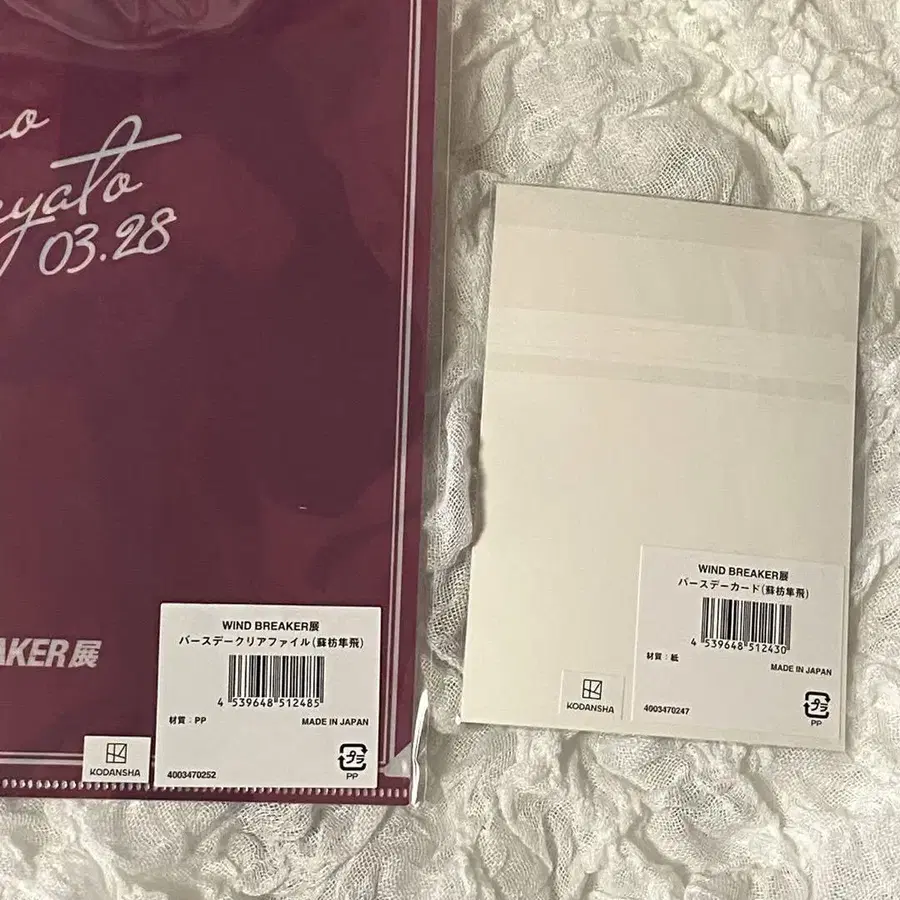 03.28
AKER展
WIND BREAKER展
バースデークリアファイル(蘇枋隼飛)
4 539648 512485
材質：PP
MADE IN JAPAN
プラ
PP
4003470252
KODANSHA
WIND BREAKER展
バースデーカード(蘇枋隼飛)
4 539648 512430
材質：紙
MADE IN JAPAN
プラ
PP
4003470247
KODANSHA